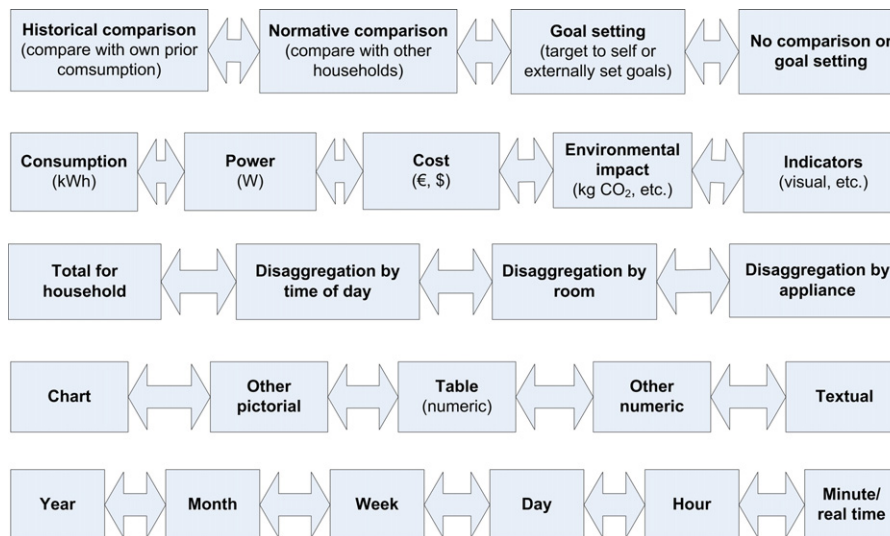 Historical comparison
(compare with own prior
comsumption)
Normative comparison
(compare with other
households)
Goal setting
(target to self or
externally set goals)
No comparison or
goal setting
Consumption
(kWh)
Power
(W)
Cost
(€, $)
Environmental
impact
(kg CO₂, etc.)
Indicators
(visual, etc.)
Total for
household
Disaggregation by
time of day
Disaggregation by
room
Disaggregation by
appliance
Chart
Other
pictorial
Table
(numeric)
Other
numeric
Textual
Year
Month
Week
Day
Hour
Minute/
real time